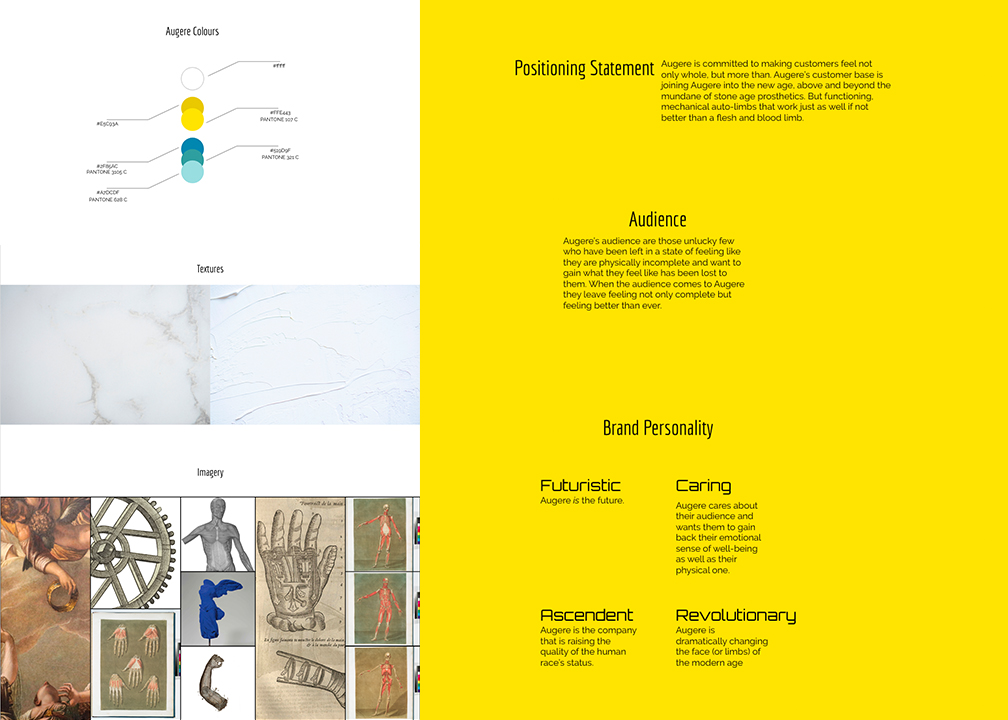 Augere Colours
#FFF
#E5C93A
#FFE443
PANTONE 107 C
#2FB5AC
PANTONE 3105 C
PANTONE 321 C
#A7DCDF
PANTONE 628 C
Textures
Imagery
Positioning Statement
Augere is committed to making customers feel not
only whole, but more than. Augere's customer base is
joining Augere into the new age, above and beyond the
mundane of stone age prosthetics. But functioning,
mechanical auto-limbs that work just as well if not
better than a flesh and blood limb.
Audience
Augere's audience are those unlucky few
who have been left in a state of feeling like
they are physically incomplete and want to
gain what they feel like has been lost to
them. When the audience comes to Augere
they leave feeling not only complete but
feeling better than ever.
Brand Personality
Futuristic
Augere is the future.
Caring
Augere cares about
their audience and
wants them to gain
back their emotional
sense of well-being
as well as their
physical one.
Ascendent
Augere is the company
that is raising the
quality of the human
race's status.
Revolutionary
Augere is
dramatically changing
the face (or limbs) of
the modern age